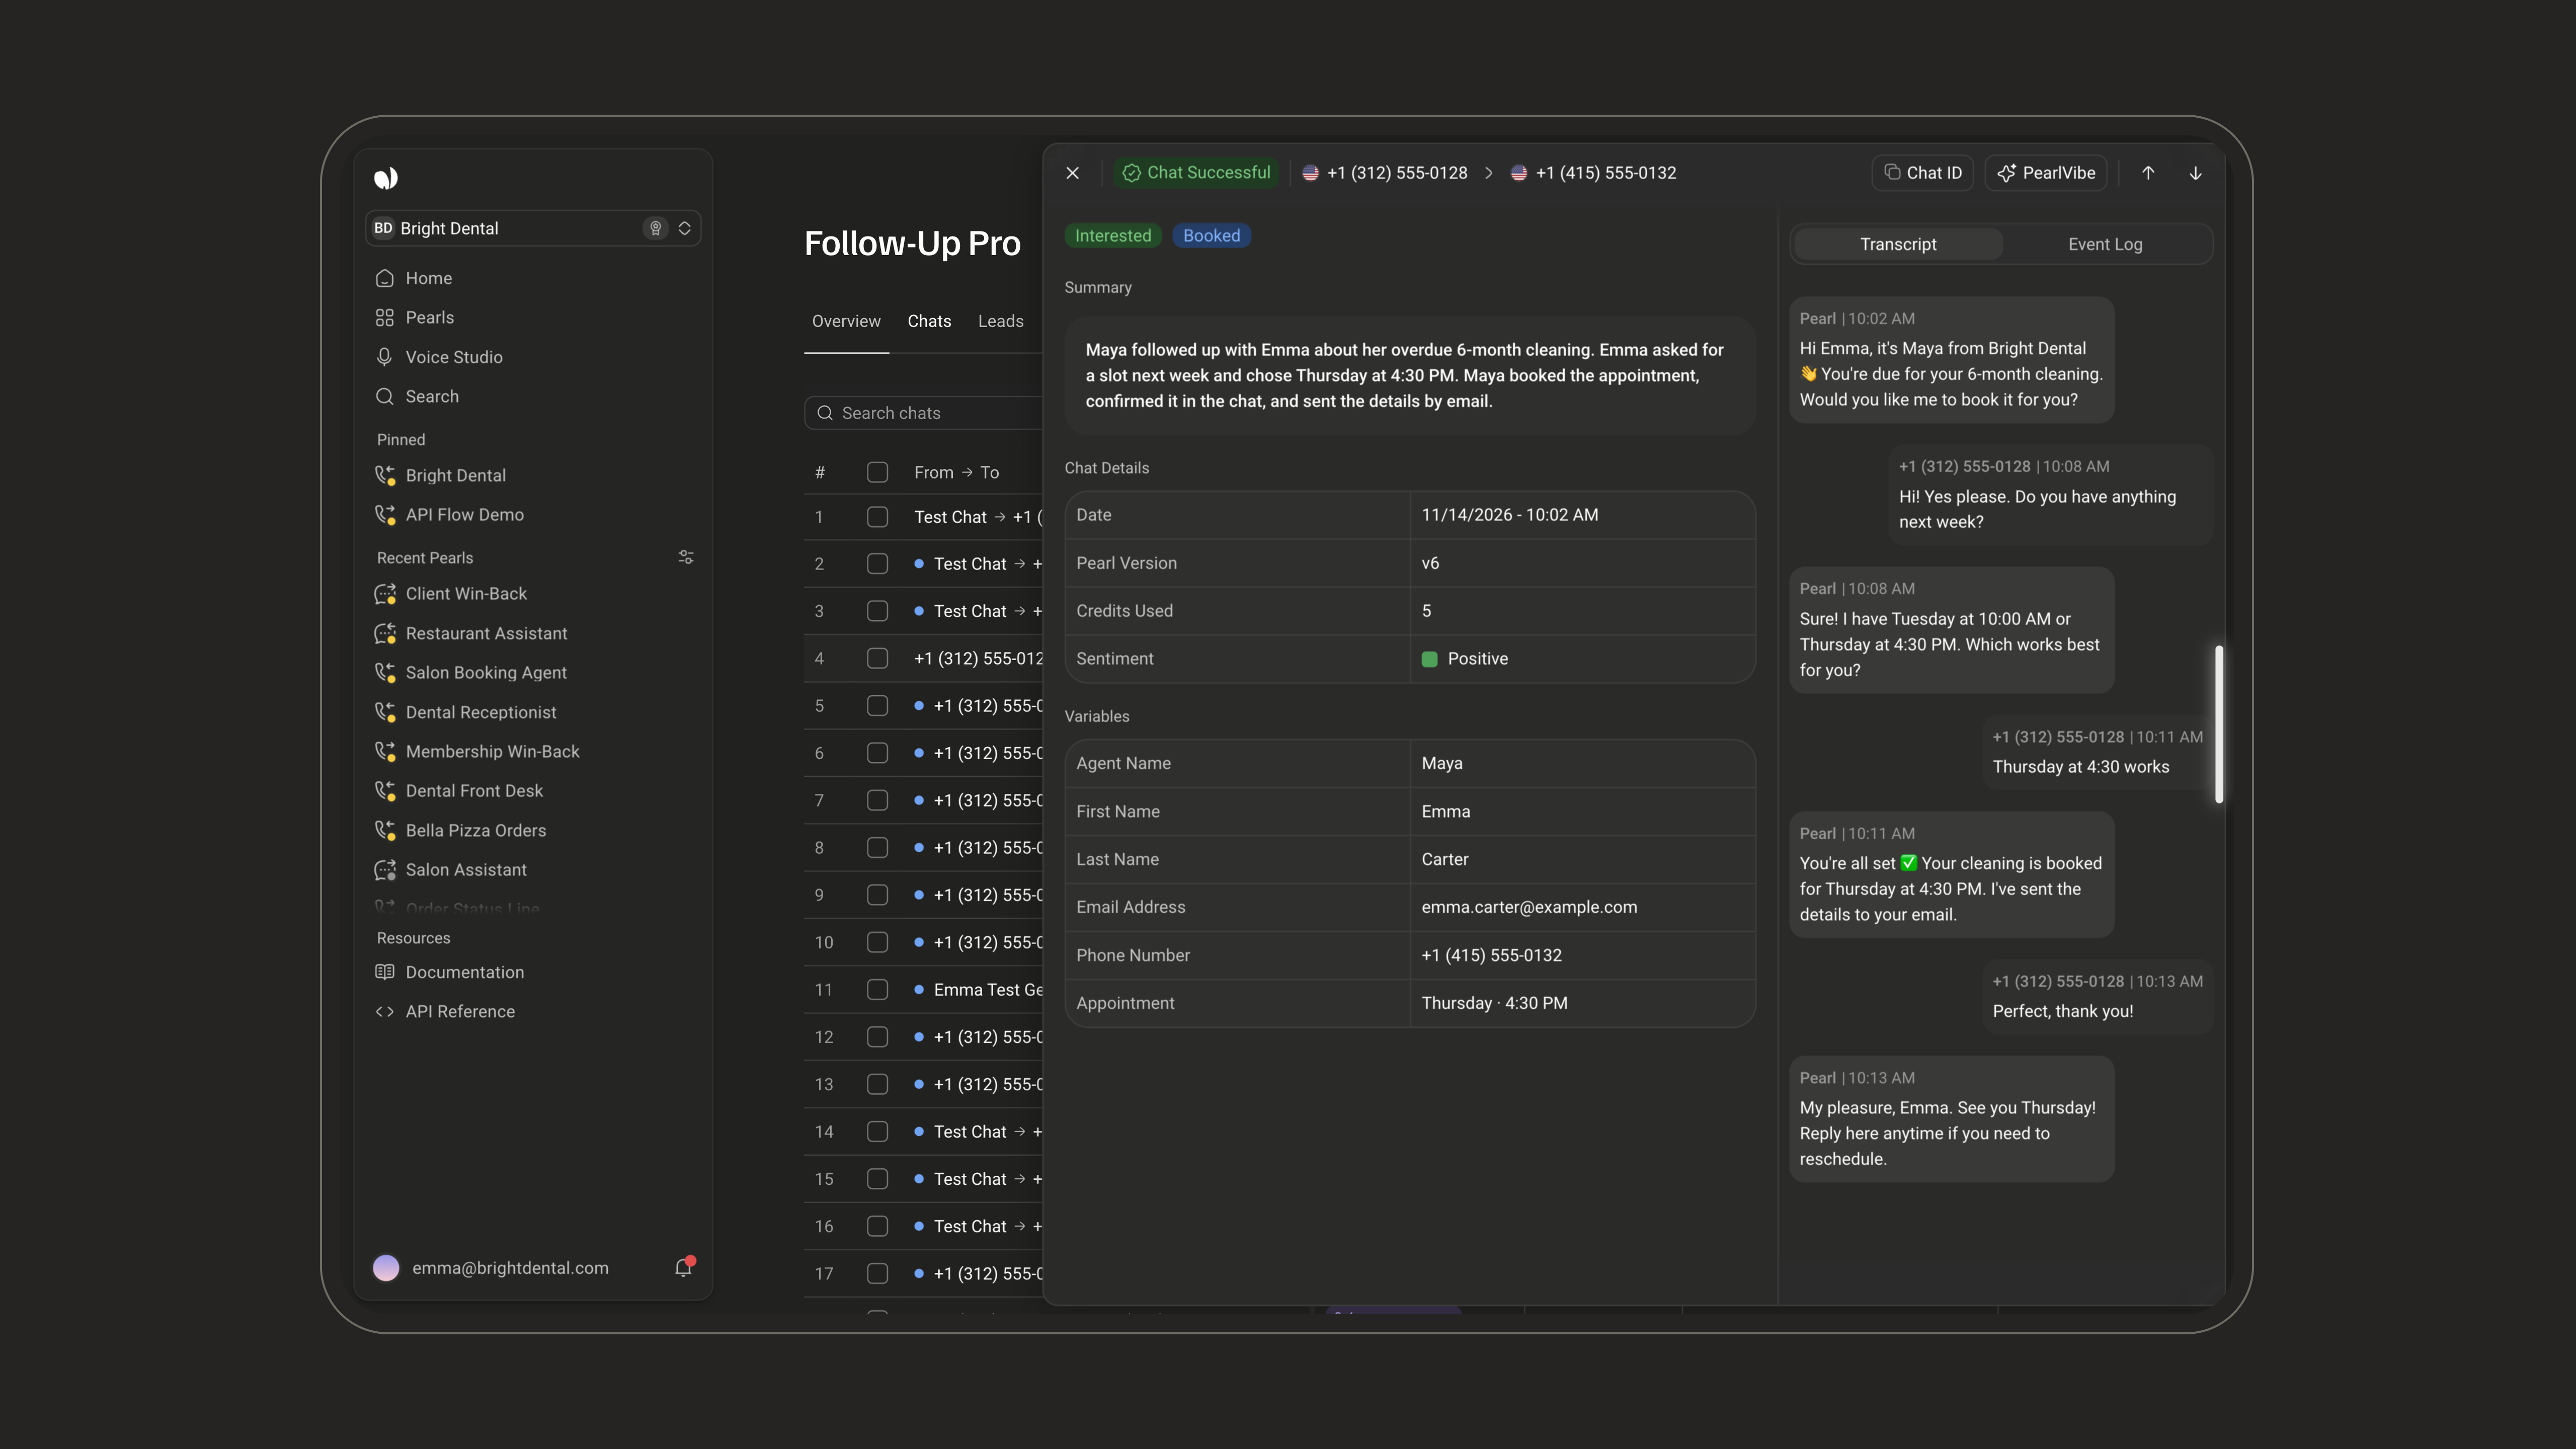 BD Bright Dental
Home
Pearls
Voice Studio
Search
Pinned
Bright Dental
API Flow Demo
Recent Pearls
Client Win-Back
Restaurant Assistant
Salon Booking Agent
Dental Receptionist
Membership Win-Back
Dental Front Desk
Bella Pizza Orders
Salon Assistant
Order Status Line
Resources
Documentation
API Reference
emma@brightdental.com
Follow-Up Pro
Overview Chats Leads
Search chats
# From → To
1 Test Chat → +1 (
2 Test Chat → +
3 Test Chat → +
4 +1 (312) 555-012
5 +1 (312) 555-0
6 +1 (312) 555-0
7 +1 (312) 555-0
8 +1 (312) 555-0
9 +1 (312) 555-0
10 +1 (312) 555-0
11 Emma Test Ge
12 +1 (312) 555-0
13 +1 (312) 555-0
14 Test Chat → +
15 Test Chat → +
16 Test Chat → +
17 +1 (312) 555-0
Chat Successful +1 (312) 555-0128 > +1 (415) 555-0132 Chat ID PearlVibe
Interested Booked
Summary
Maya followed up with Emma about her overdue 6-month cleaning. Emma asked for
a slot next week and chose Thursday at 4:30 PM. Maya booked the appointment,
confirmed it in the chat, and sent the details by email.
Chat Details
Date 11/14/2026 - 10:02 AM
Pearl Version v6
Credits Used 5
Sentiment Positive
Variables
Agent Name Maya
First Name Emma
Last Name Carter
Email Address emma.carter@example.com
Phone Number +1 (415) 555-0132
Appointment Thursday · 4:30 PM
Transcript Event Log
Pearl | 10:02 AM
Hi Emma, it's Maya from Bright Dental
👋 You're due for your 6-month cleaning.
Would you like me to book it for you?
+1 (312) 555-0128 | 10:08 AM
Hi! Yes please. Do you have anything
next week?
Pearl | 10:08 AM
Sure! I have Tuesday at 10:00 AM or
Thursday at 4:30 PM. Which works best
for you?
+1 (312) 555-0128 | 10:11 AM
Thursday at 4:30 works
Pearl | 10:11 AM
You're all set ✅ Your cleaning is booked
for Thursday at 4:30 PM. I've sent the
details to your email.
+1 (312) 555-0128 | 10:13 AM
Perfect, thank you!
Pearl | 10:13 AM
My pleasure, Emma. See you Thursday!
Reply here anytime if you need to
reschedule.